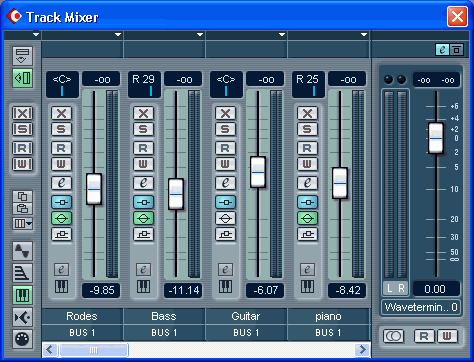 Track Mixer
<C> -oo R 29 -oo <C> -oo R 25 -oo -oo -oo
e
X X X X X
S S S S S
R R R R R
W W W W W
e e e e
+6
+4
+2
0
2
5
10
20
30
50
∞
e e e e
L R
-9.85 -11.14 -6.07 -8.42 0.00
Wavetermin.. 0
Rodes Bass Guitar piano
BUS 1 BUS 1 BUS 1 BUS 1
R W